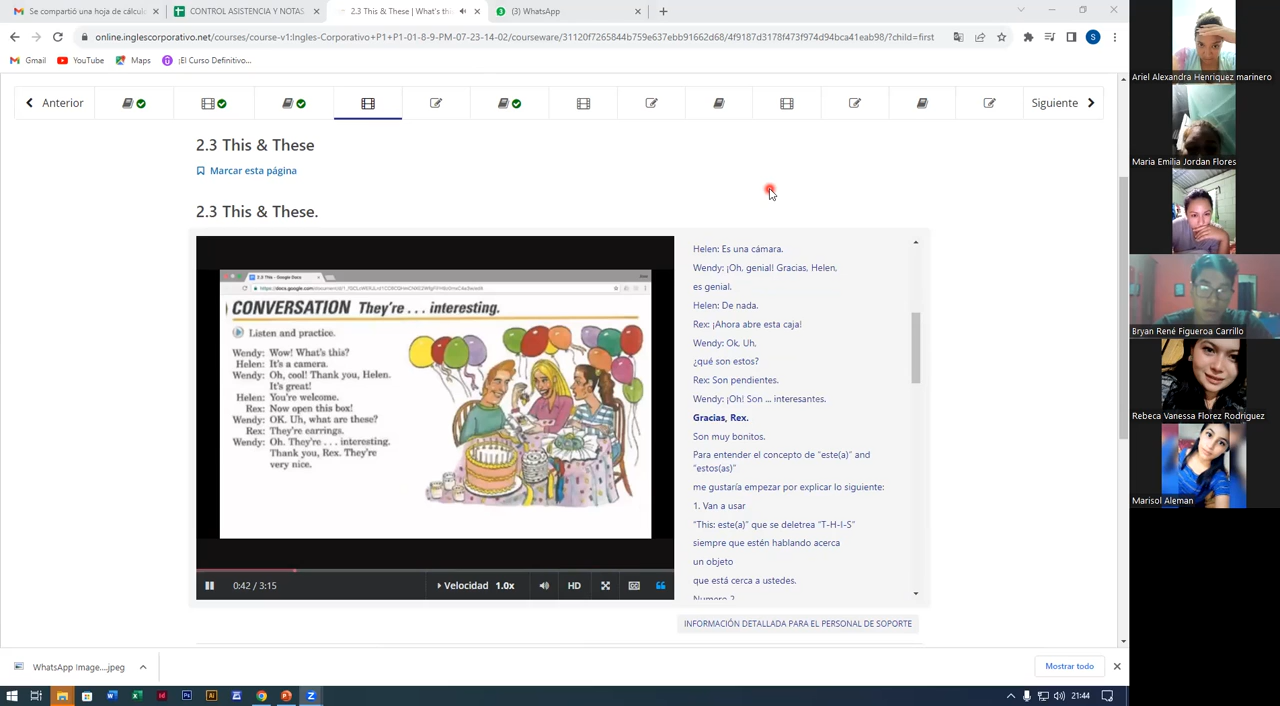 Se compartió una hoja de cálcul
CONTROL ASISTENCIA Y NOTAS
2.3 This & These | What's thi
(3) WhatsApp
online.inglescorporativo.net/courses/course-v1:Ingles-Corporativo+P1+P1-01-8-9-PM-07-23-14-02/courseware/31120f7265844b759e637ebb91662d68/4f9187d3178f473f974d94bca41eab98/?child=first
S
Gmail
YouTube
Maps
¡El Curso Definitivo...
Anterior
Siguiente
2.3 This & These
Marcar esta página
2.3 This & These.
2.3 This - Google Docs
CONVERSATION They're . . . interesting.
Listen and practice.
Wendy: Wow! What's this?
Helen: It's a camera.
Wendy: Oh, cool! Thank you, Helen.
It's great!
Helen: You're welcome.
Rex: Now open this box!
Wendy: OK. Uh, what are these?
Rex: They're earrings.
Wendy: Oh. They're . . . interesting.
Thank you, Rex. They're
very nice.
0:42 / 3:15
Velocidad 1.0x
HD
Helen: Es una cámara.
Wendy: ¡Oh, genial! Gracias, Helen,
es genial.
Helen: De nada.
Rex: ¡Ahora abre esta caja!
Wendy: Ok, Uh,
¿qué son estos?
Rex: Son pendientes.
Wendy: ¡Oh! Son ... interesantes.
Gracias, Rex.
Son muy bonitos.
Para entender el concepto de "este(a)" and
"estos(as)"
me gustaría empezar por explicar lo siguiente:
1. Van a usar
"This: este(a)" que se deletrea "T-H-I-S"
siempre que estén hablando acerca
un objeto
que está cerca a ustedes.
Numero 2
INFORMACIÓN DETALLADA PARA EL PERSONAL DE SOPORTE
Ariel Alexandra Henriquez marinero
Maria Emilia Jordan Flores
Bryan René Figueroa Carrillo
Rebeca Vanessa Florez Rodriguez
Marisol Aleman
WhatsApp Image....jpeg
Mostrar todo
21:44